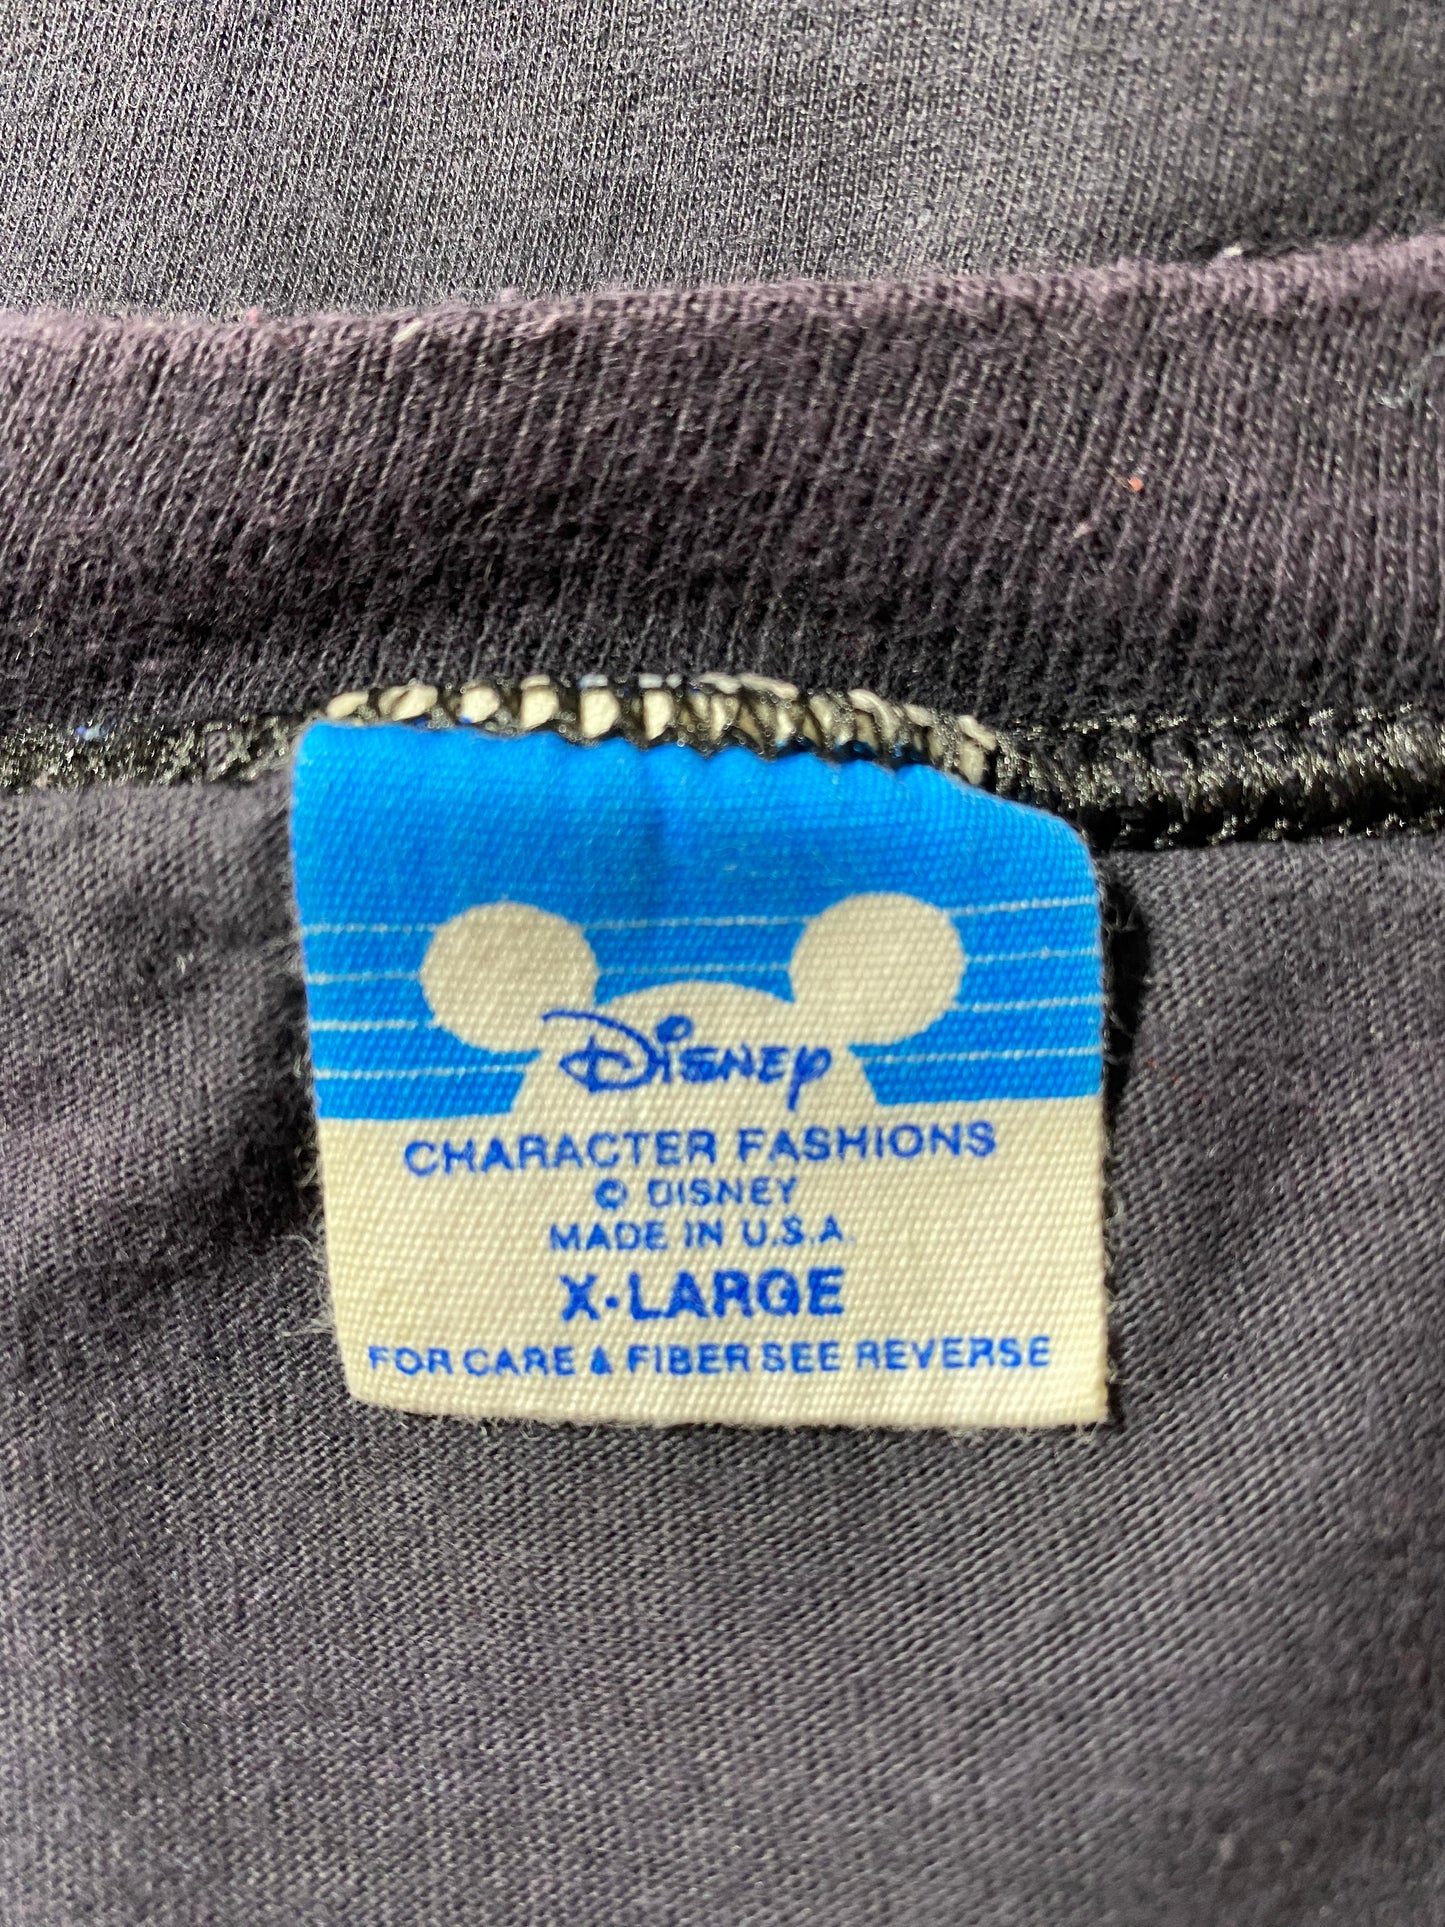 Disney
CHARACTER FASHIONS
© DISNEY
MADE IN U.S.A.
X-LARGE
FOR CARE & FIBER SEE REVERSE